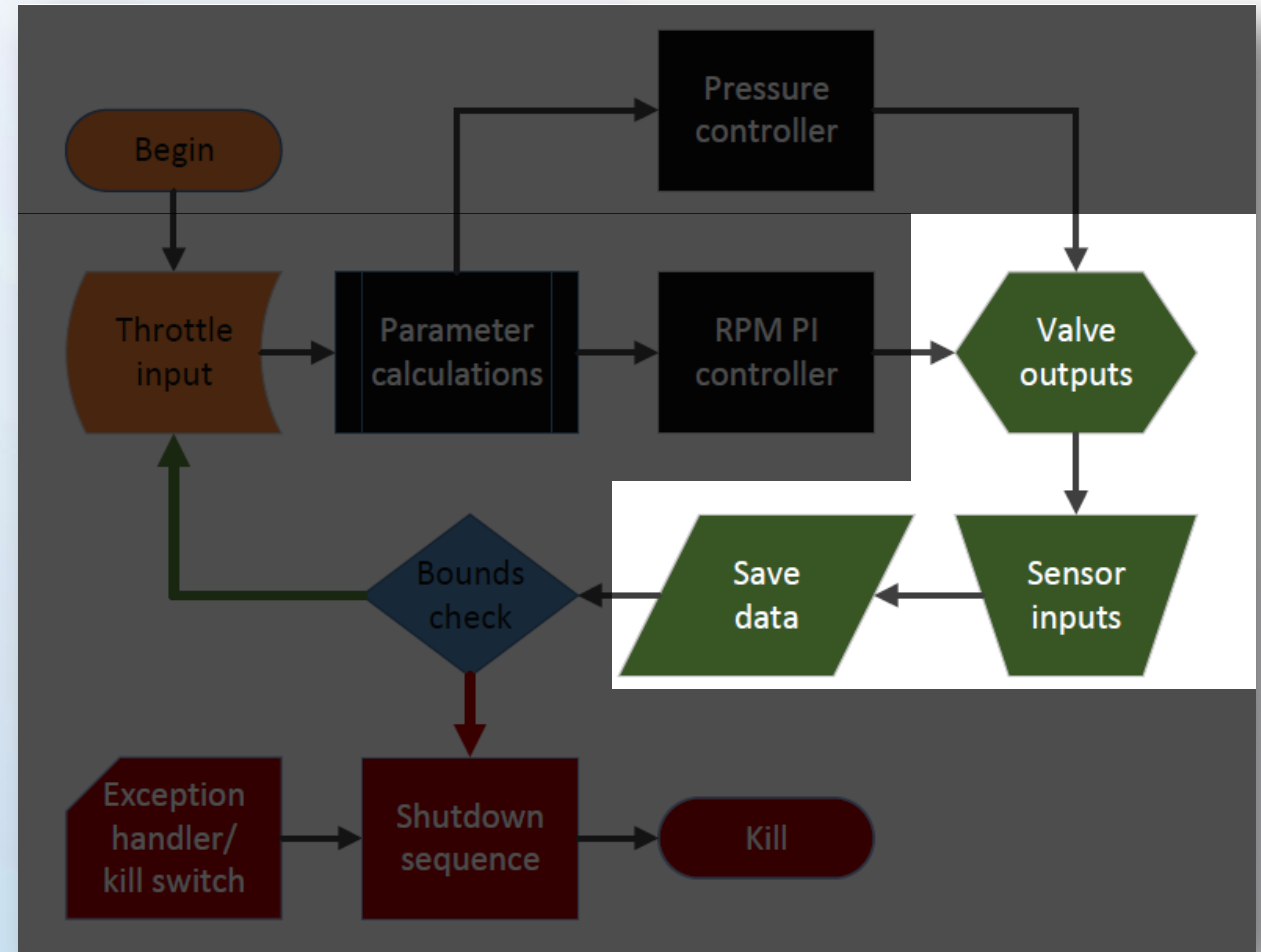 Pressure
controller
Begin
Throttle
input
Parameter
calculations
RPM PI
controller
Valve
outputs
Bounds
check
Save
data
Sensor
inputs
Exception
handler/
kill switch
Shutdown
sequence
Kill